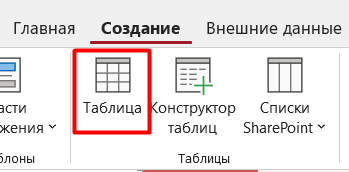 Главная Создание Внешние данные
Таблица Конструктор таблиц Списки SharePoint
Таблицы